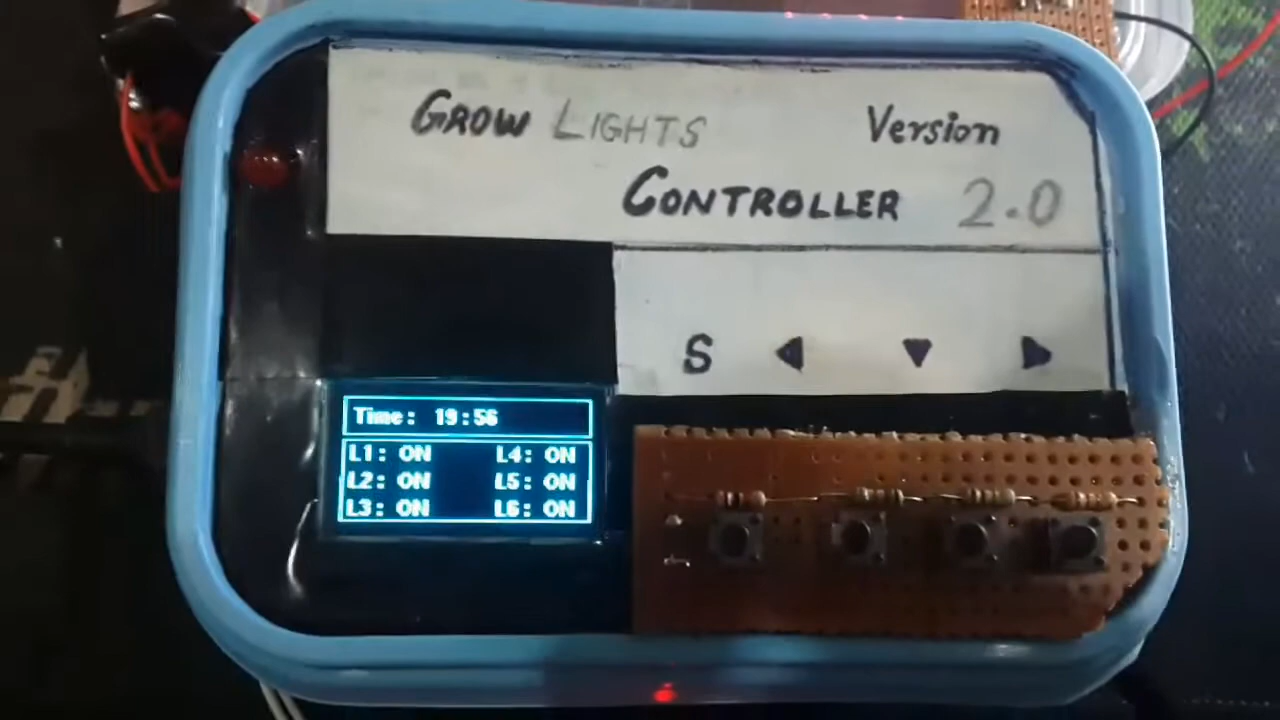 GROW LIGHTS Version
CONTROLLER 2.0
S ◀ ▼ ▶
Time: 19:56
L1: ON L4: ON
L2: ON L5: ON
L3: ON L6: ON